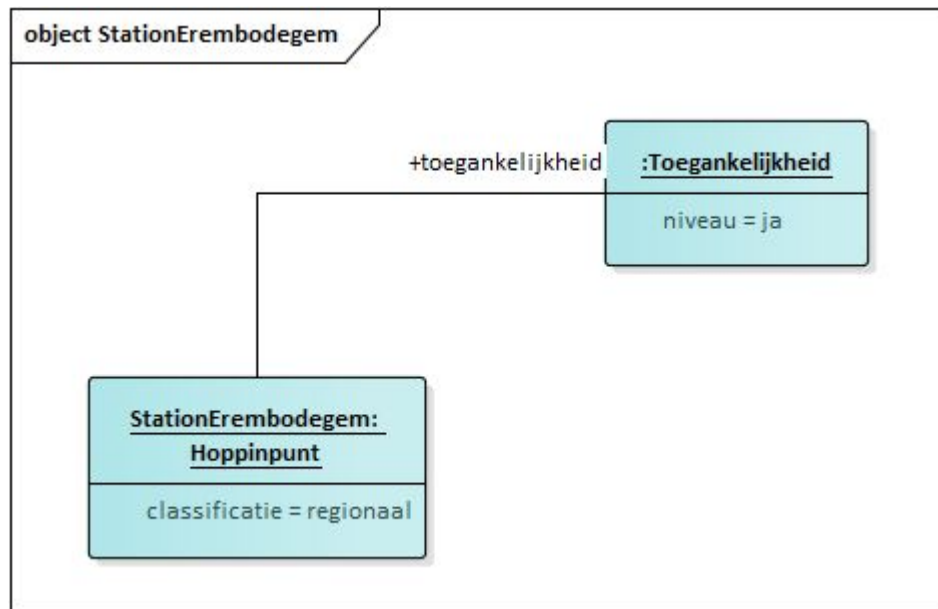 object StationErembodegem
+toegankelijkheid
:Toegankelijkheid
niveau = ja
StationErembodegem:
Hoppinpunt
classificatie = regionaal